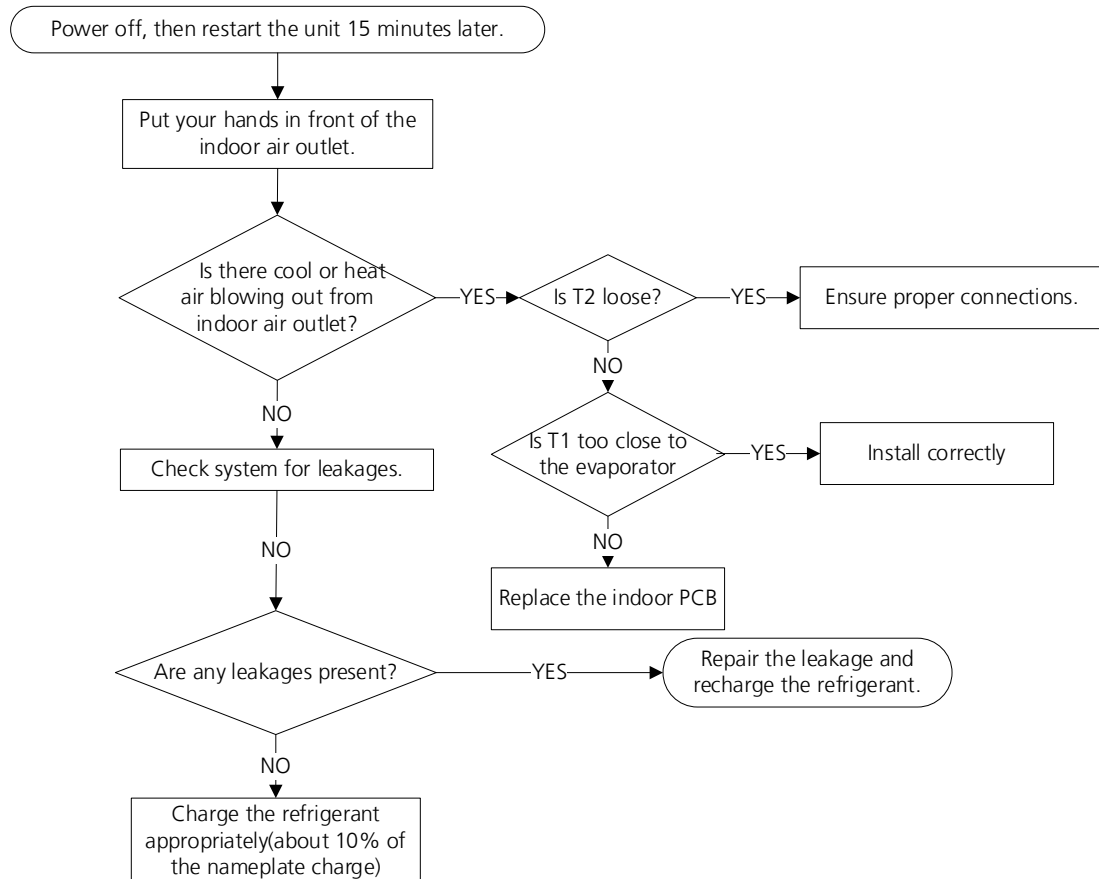 Power off, then restart the unit 15 minutes later.
Put your hands in front of the
indoor air outlet.
Is there cool or heat
air blowing out from
indoor air outlet?
YES
Is T2 loose?
YES
Ensure proper connections.
NO
NO
Is T1 too close to
the evaporator
YES
Install correctly
Check system for leakages.
NO
NO
Replace the indoor PCB
Are any leakages present?
YES
Repair the leakage and
recharge the refrigerant.
NO
Charge the refrigerant
appropriately(about 10% of
the nameplate charge)